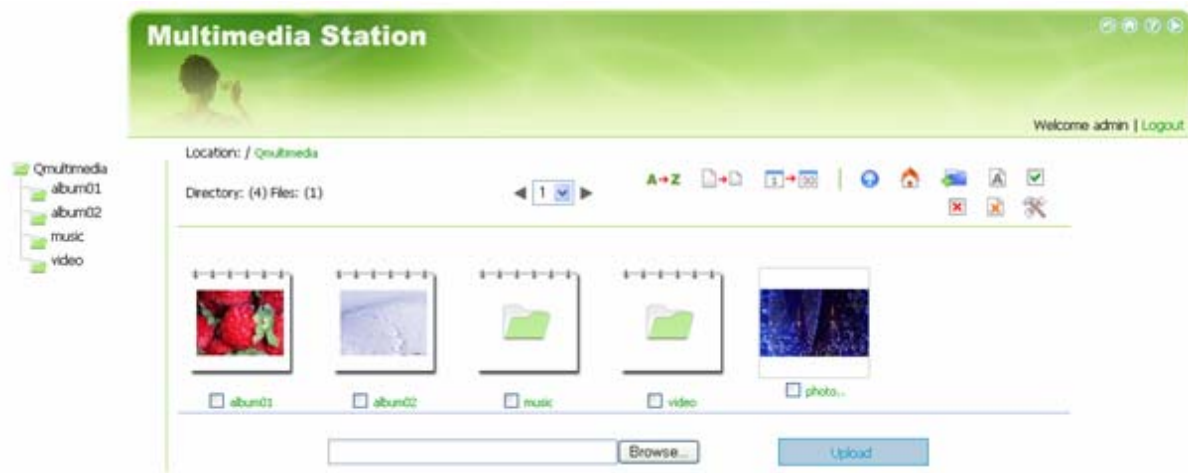 Multimedia Station
Welcome admin | Logout
Qmultimedia
album01
album02
music
video
Location: / Qmultimedia
Directory: (4) Files: (1)
1
A Z
album01
album02
music
video
photo...
Browse...
Upload